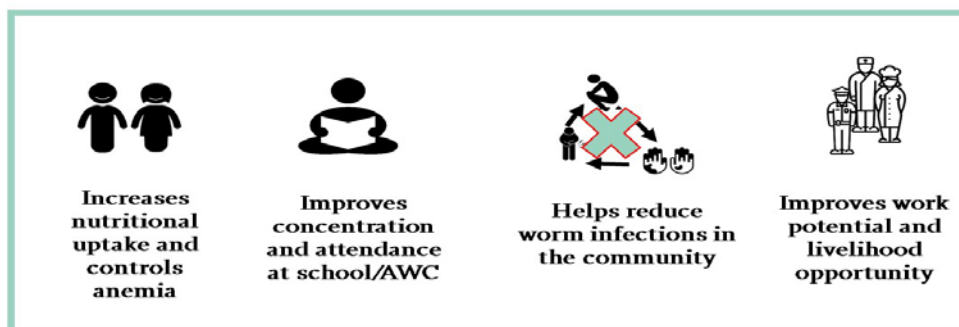 Increases
nutritional
uptake and
controls
anemia
Improves
concentration
and attendance
at school/AWC
Helps reduce
worm infections in
the community
Improves work
potential and
livelihood
opportunity